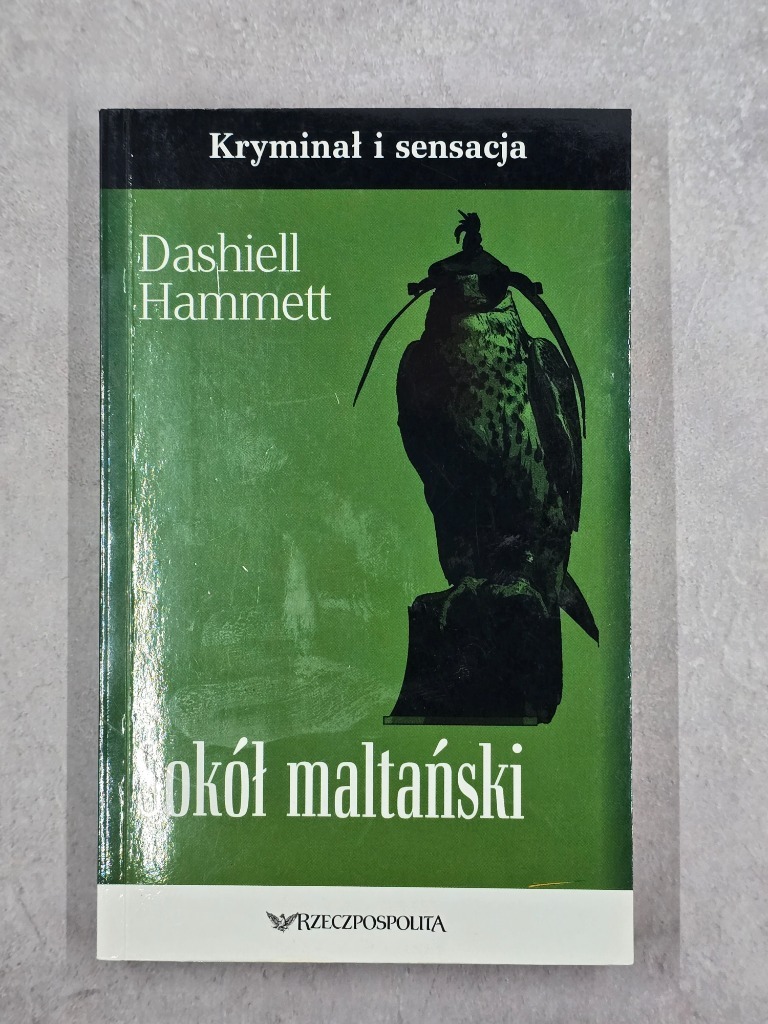 Kryminał i sensacja
Dashiell
Hammett
Sokół maltański
RZECZPOSPOLITA